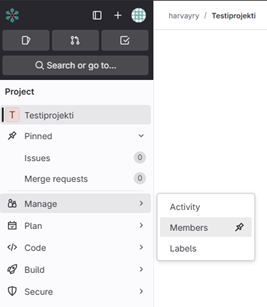 harvayry / Testiprojekti
Search or go to...
Project
T Testiprojekti
Pinned
Issues 0
Merge requests 0
Manage
Plan
Code
Build
Secure
Activity
Members
Labels